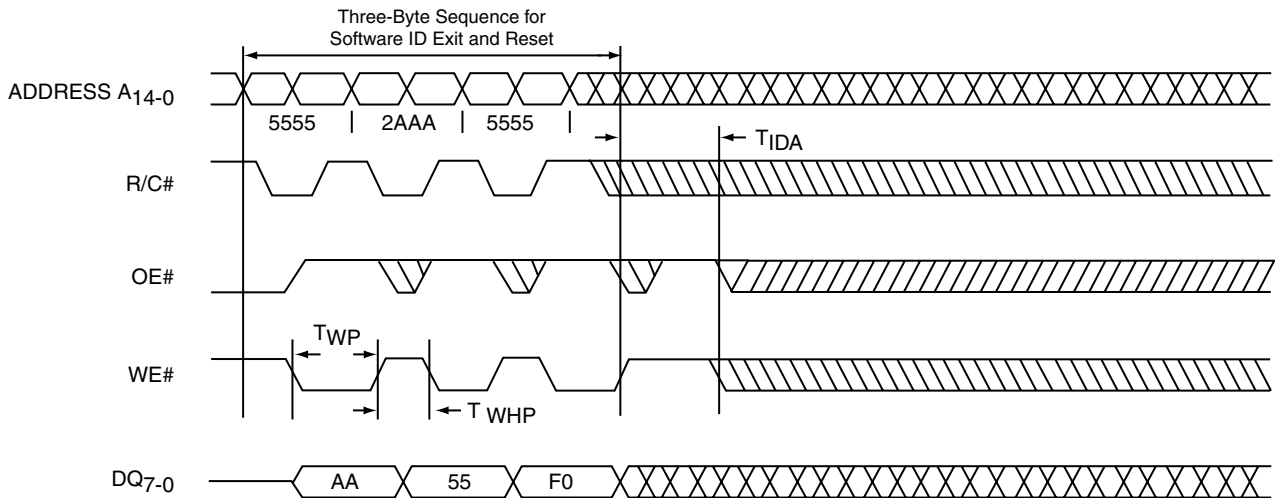 Three-Byte Sequence for
Software ID Exit and Reset
ADDRESS A14-0
5555 2AAA 5555
TIDA
R/C#
OE#
TWP
WE#
TWHP
DQ7-0
AA 55 F0